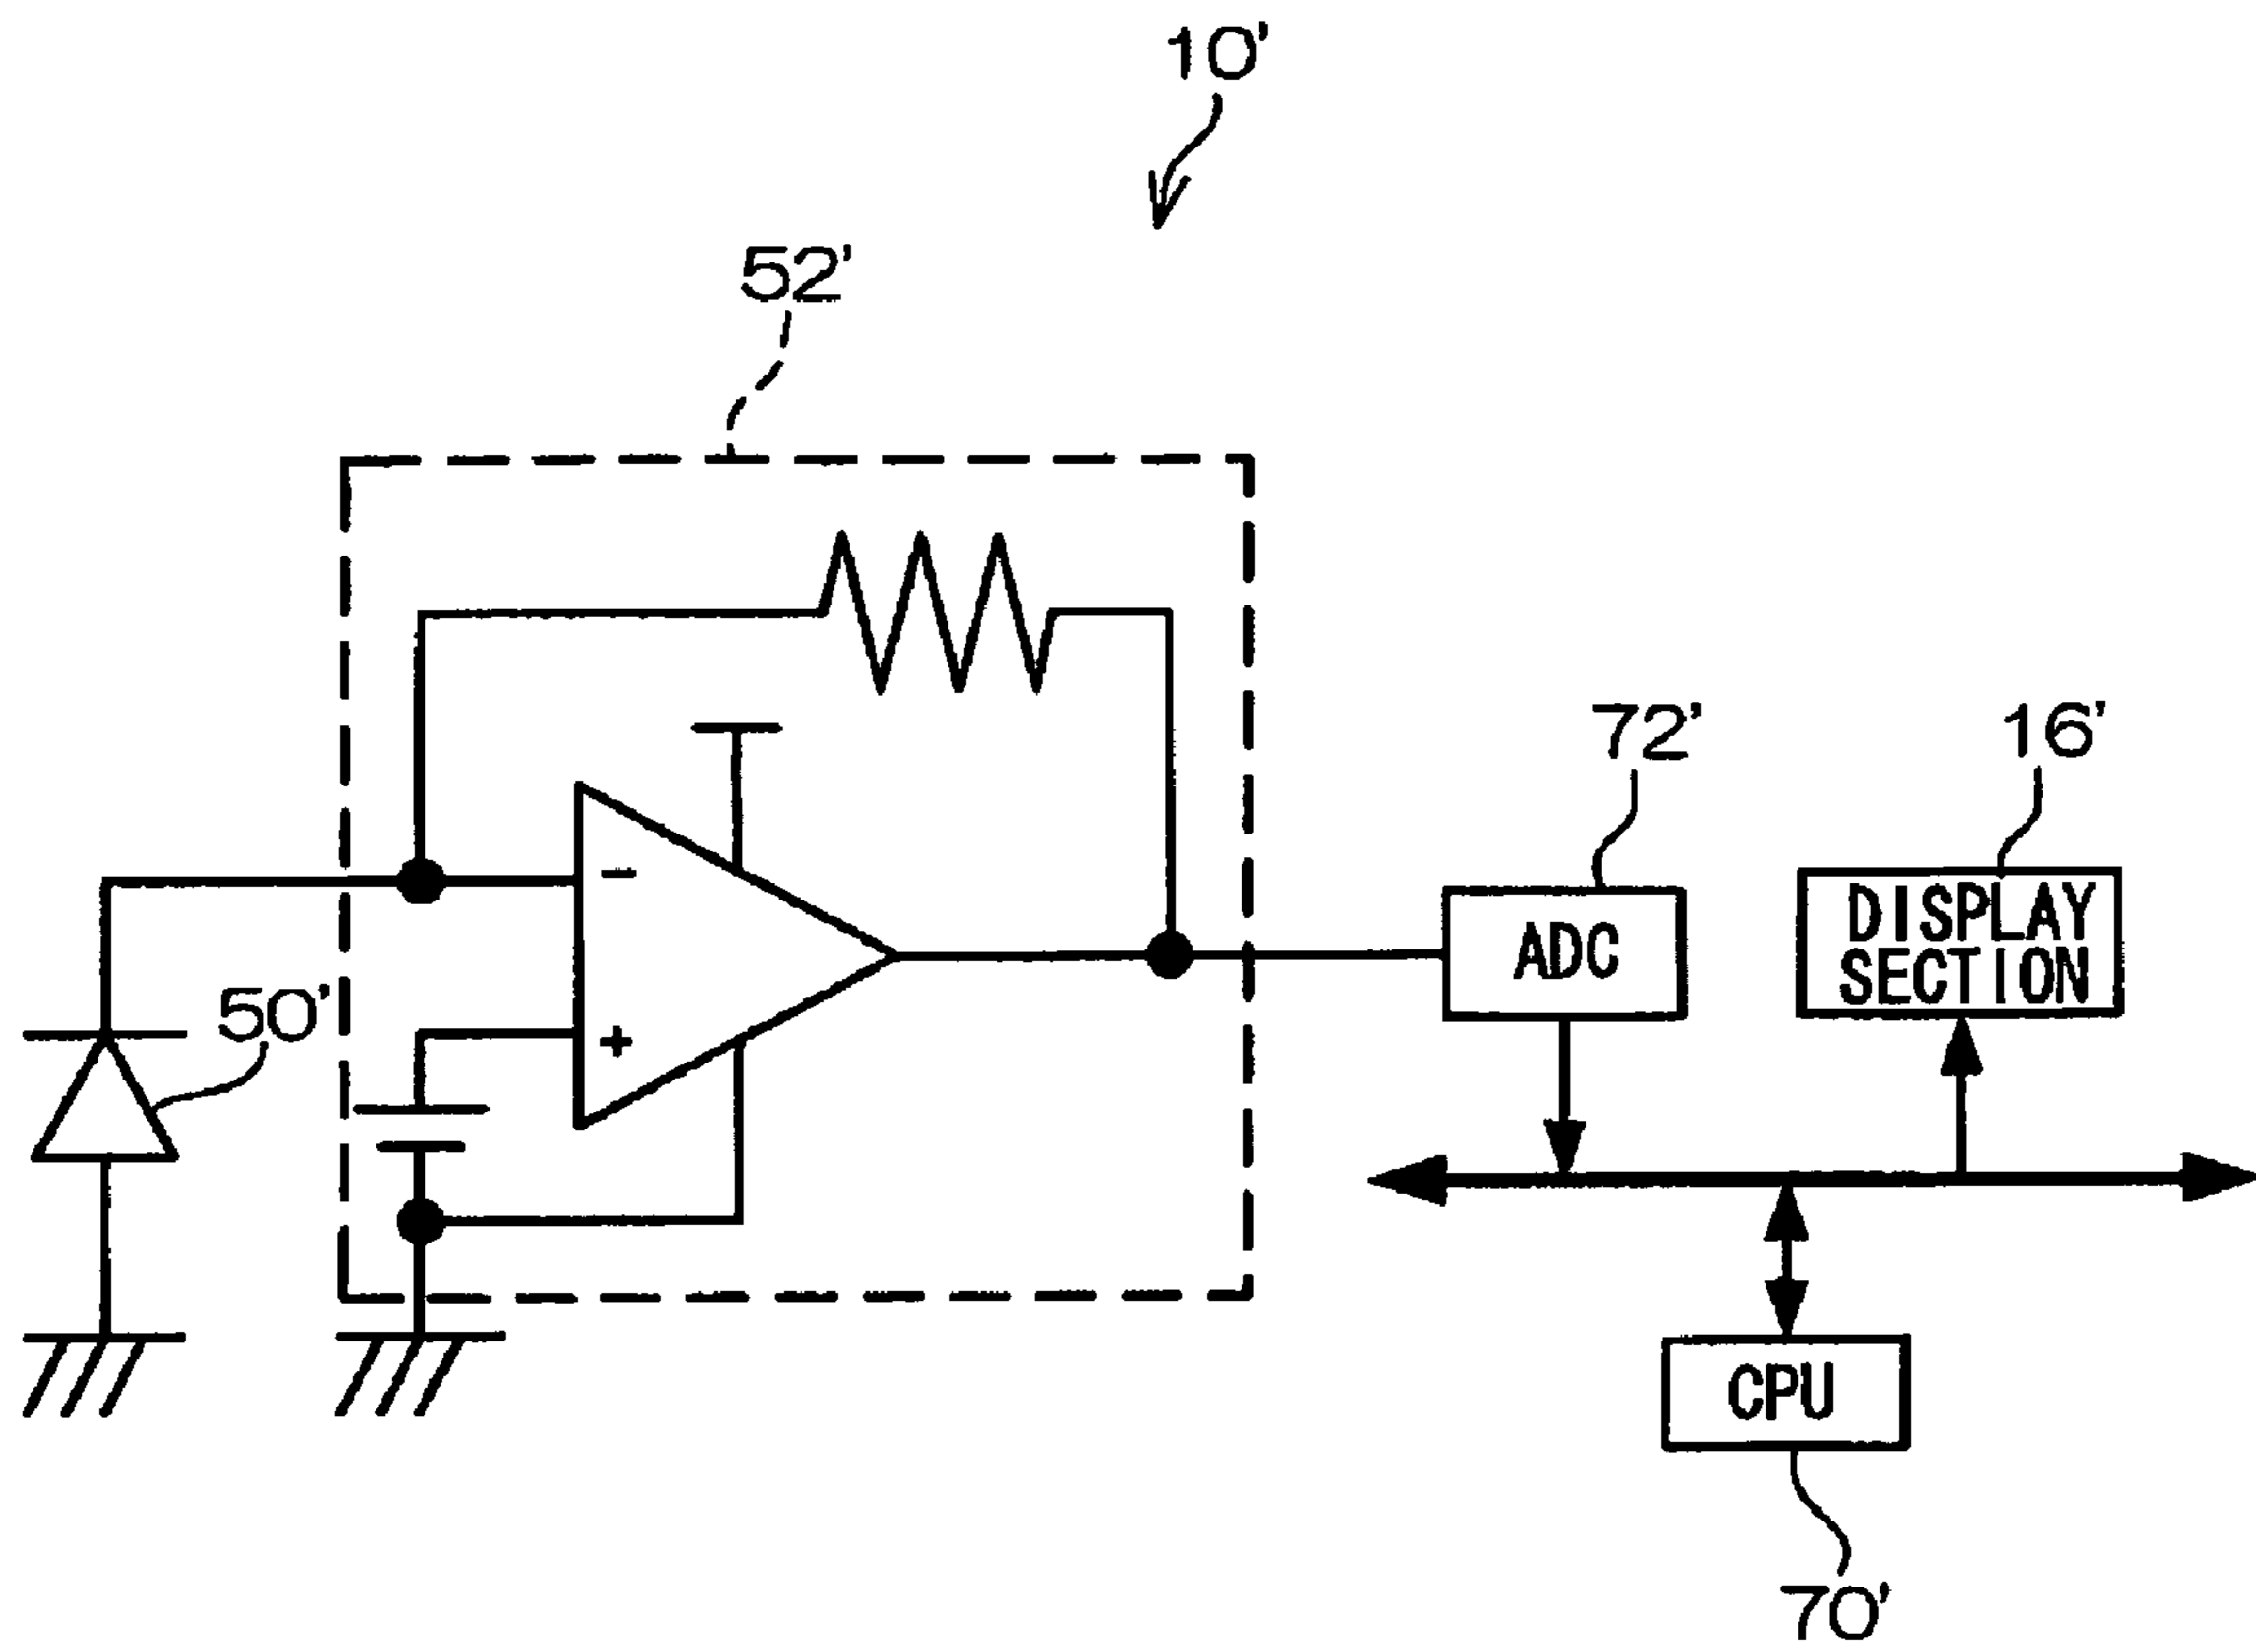 10'
52'
72'
16'
-
ADC
DISPLAY
SECTION
50'
+
CPU
70'